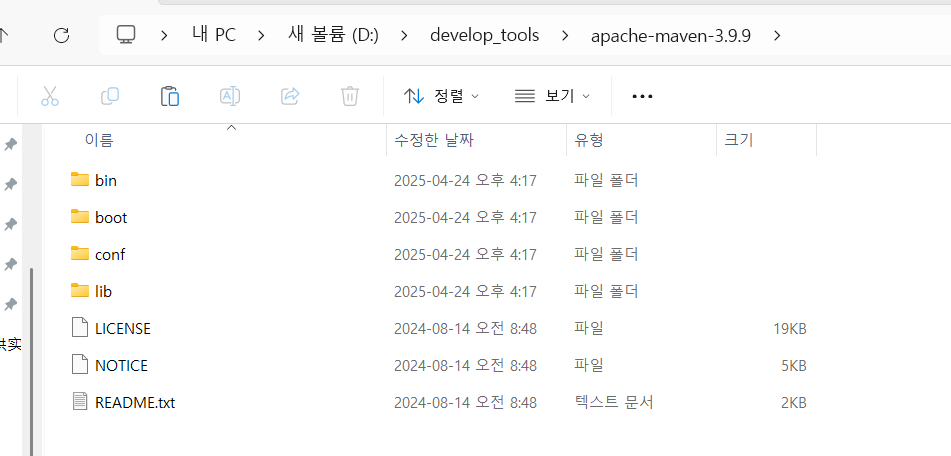 내 PC > 새 볼륨 (D:) > develop_tools > apache-maven-3.9.9 >
정렬 보기
이름 수정한 날짜 유형 크기
bin 2025-04-24 오후 4:17 파일 폴더
boot 2025-04-24 오후 4:17 파일 폴더
conf 2025-04-24 오후 4:17 파일 폴더
lib 2025-04-24 오후 4:17 파일 폴더
LICENSE 2024-08-14 오전 8:48 파일 19KB
NOTICE 2024-08-14 오전 8:48 파일 5KB
README.txt 2024-08-14 오전 8:48 텍스트 문서 2KB